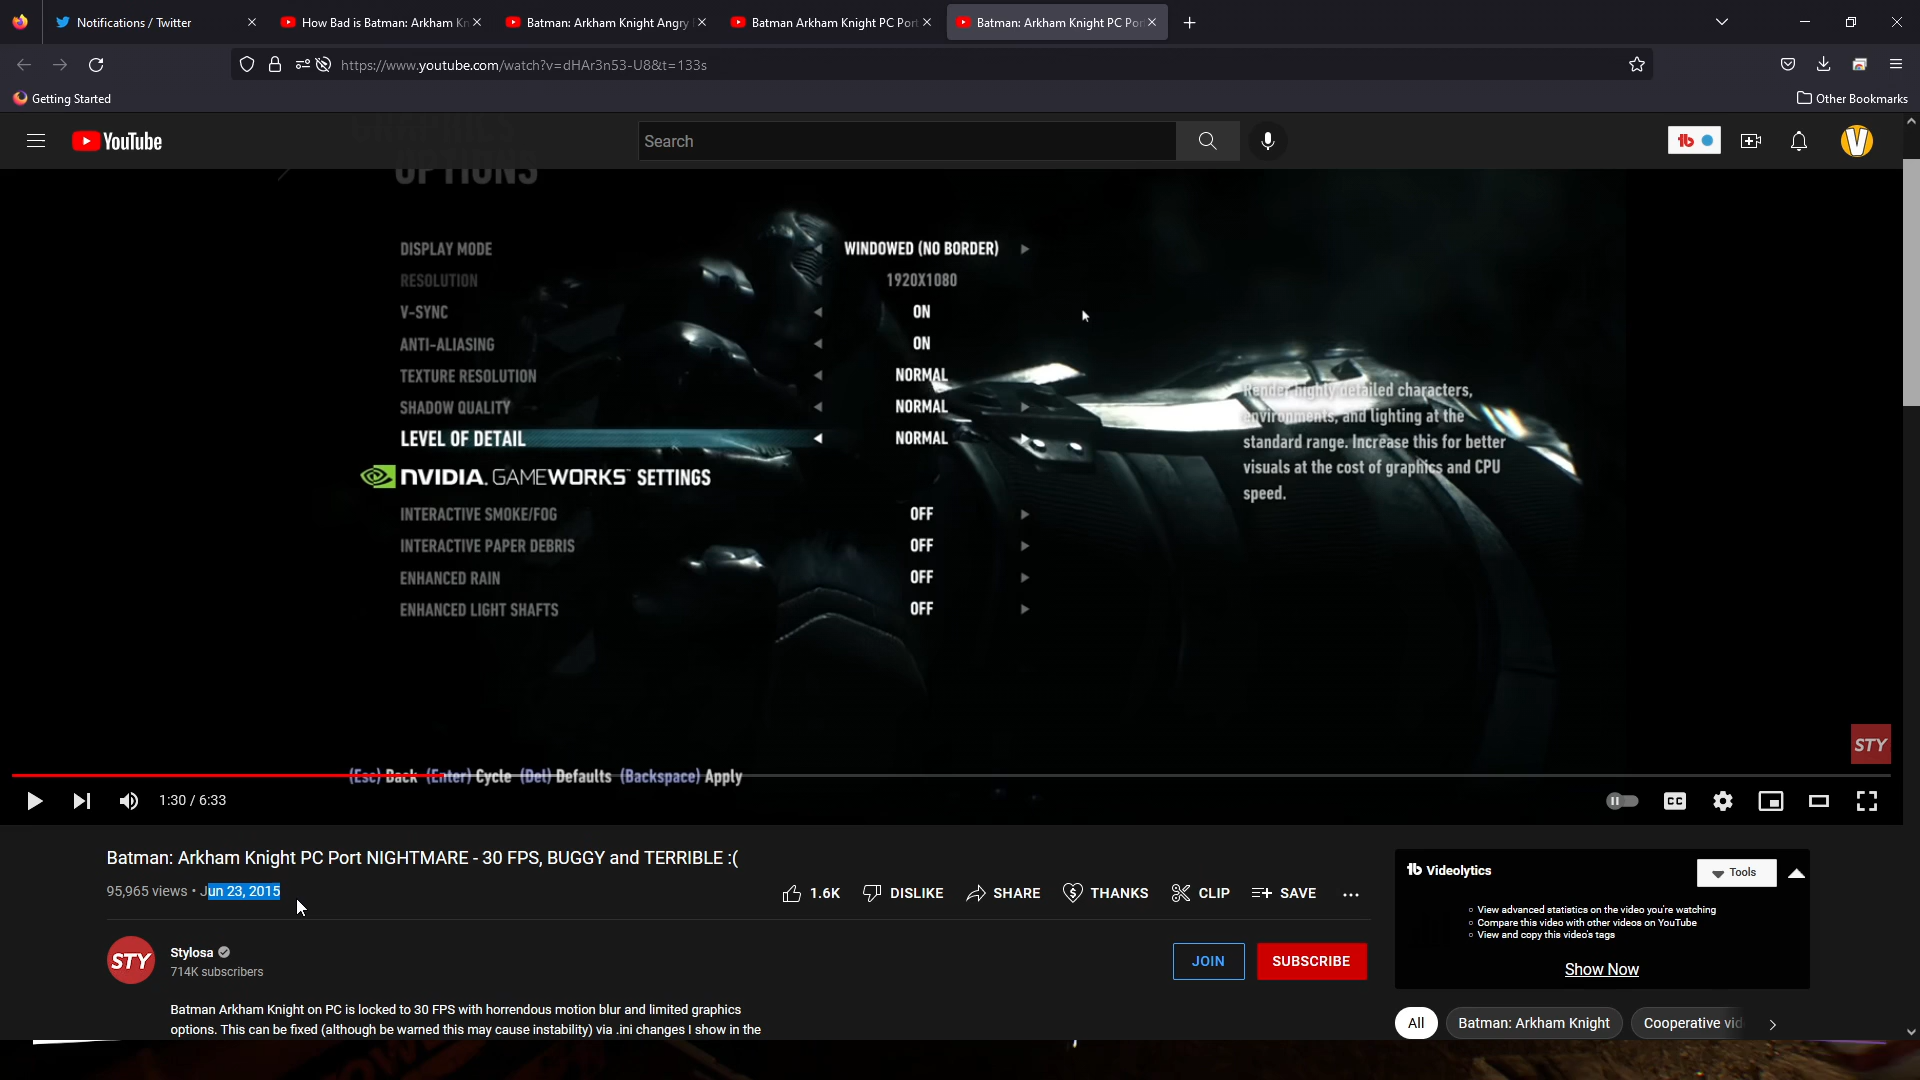 Notifications / Twitter
How Bad is Batman: Arkham Kn
Batman: Arkham Knight Angry
Batman Arkham Knight PC Port
Batman: Arkham Knight PC Por
https://www.youtube.com/watch?v=dHAr3n53-U8&t=133s
Getting Started
Other Bookmarks
YouTube
Search
OPTIONS
DISPLAY MODE
WINDOWED (NO BORDER)
RESOLUTION
1920X1080
V-SYNC
ON
ANTI-ALIASING
ON
TEXTURE RESOLUTION
NORMAL
SHADOW QUALITY
NORMAL
LEVEL OF DETAIL
NORMAL
Render highly detailed characters,
environments, and lighting at the
standard range. Increase this for better
visuals at the cost of graphics and CPU
speed.
NVIDIA. GAMEWORKS™ SETTINGS
INTERACTIVE SMOKE/FOG
OFF
INTERACTIVE PAPER DEBRIS
OFF
ENHANCED RAIN
OFF
ENHANCED LIGHT SHAFTS
OFF
STY
(Esc) Back (Enter) Cycle (Del) Defaults (Backspace) Apply
1:30 / 6:33
CC
Batman: Arkham Knight PC Port NIGHTMARE - 30 FPS, BUGGY and TERRIBLE :(
95,965 views • Jun 23, 2015
1.6K
DISLIKE
SHARE
THANKS
CLIP
SAVE
STY
Stylosa
714K subscribers
JOIN
SUBSCRIBE
Batman Arkham Knight on PC is locked to 30 FPS with horrendous motion blur and limited graphics
options. This can be fixed (although be warned this may cause instability) via .ini changes I show in the
tb Videolytics
Tools
View advanced statistics on the video you're watching
Compare this video with other videos on YouTube
View and copy this video's tags
Show Now
All
Batman: Arkham Knight
Cooperative vid